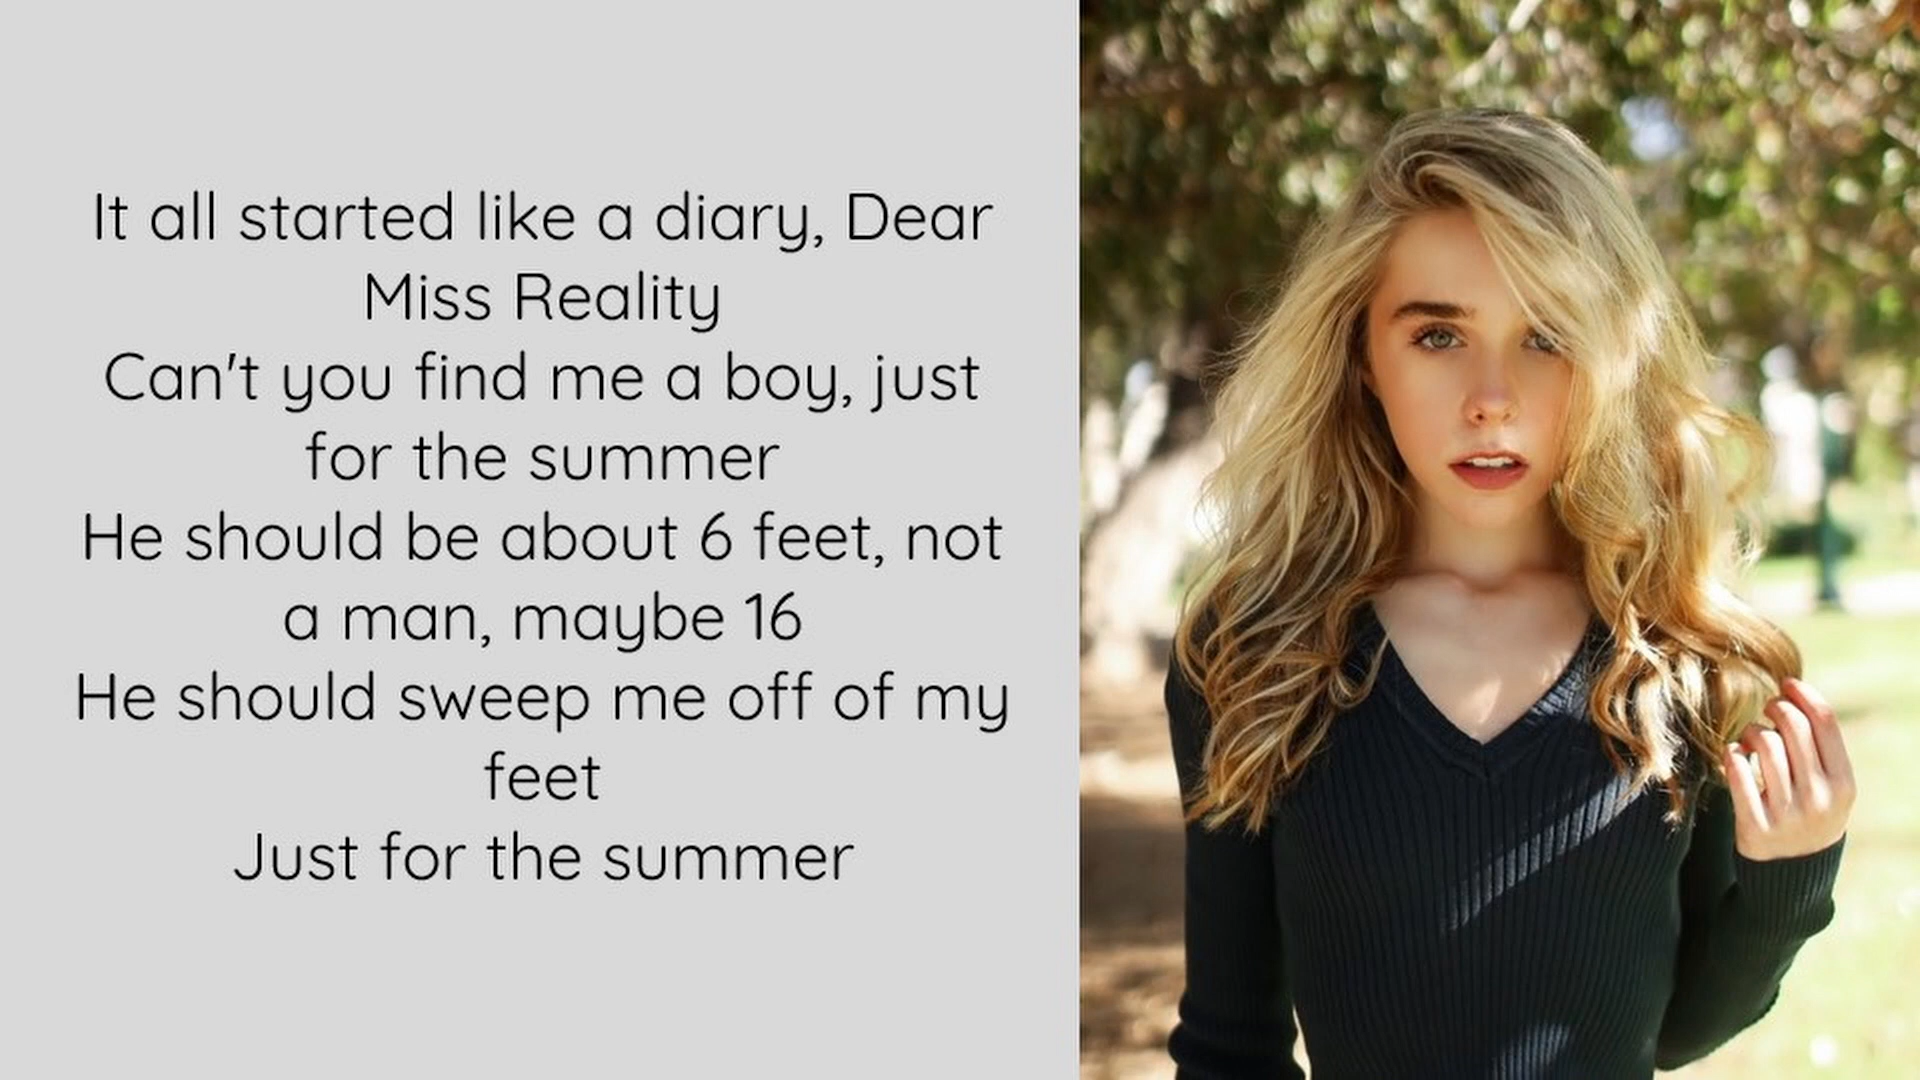 It all started like a diary, Dear
Miss Reality
Can't you find me a boy, just
for the summer
He should be about 6 feet, not
a man, maybe 16
He should sweep me off of my
feet
Just for the summer